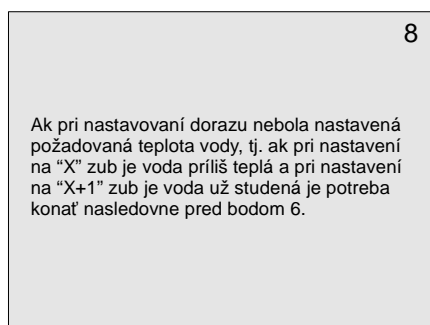 8
Ak pri nastavovaní dorazu nebola nastavená
požadovaná teplota vody, tj. ak pri nastavení
na “X” zub je voda príliš teplá a pri nastavení
na “X+1” zub je voda už studená je potreba
konať nasledovne pred bodom 6.